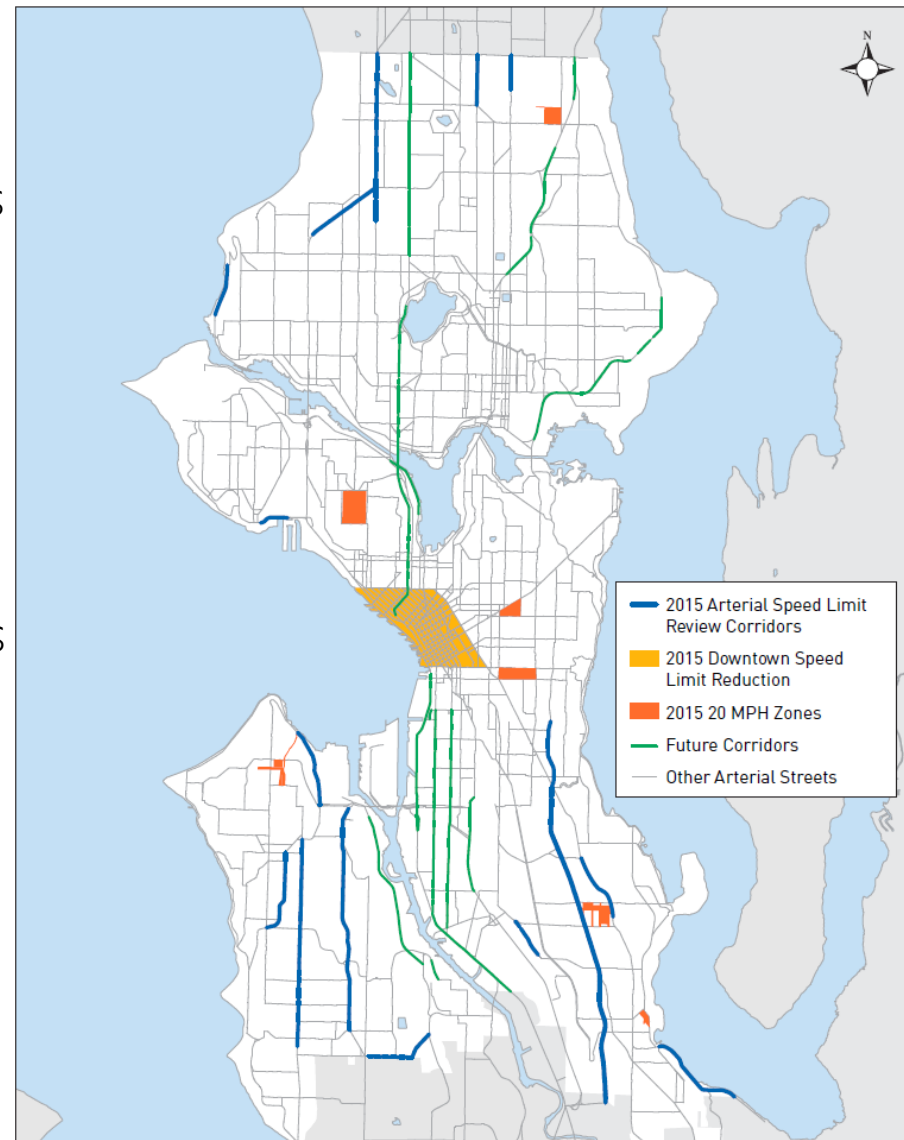 N
S
S
2015 Arterial Speed Limit
Review Corridors
2015 Downtown Speed
Limit Reduction
2015 20 MPH Zones
Future Corridors
Other Arterial Streets